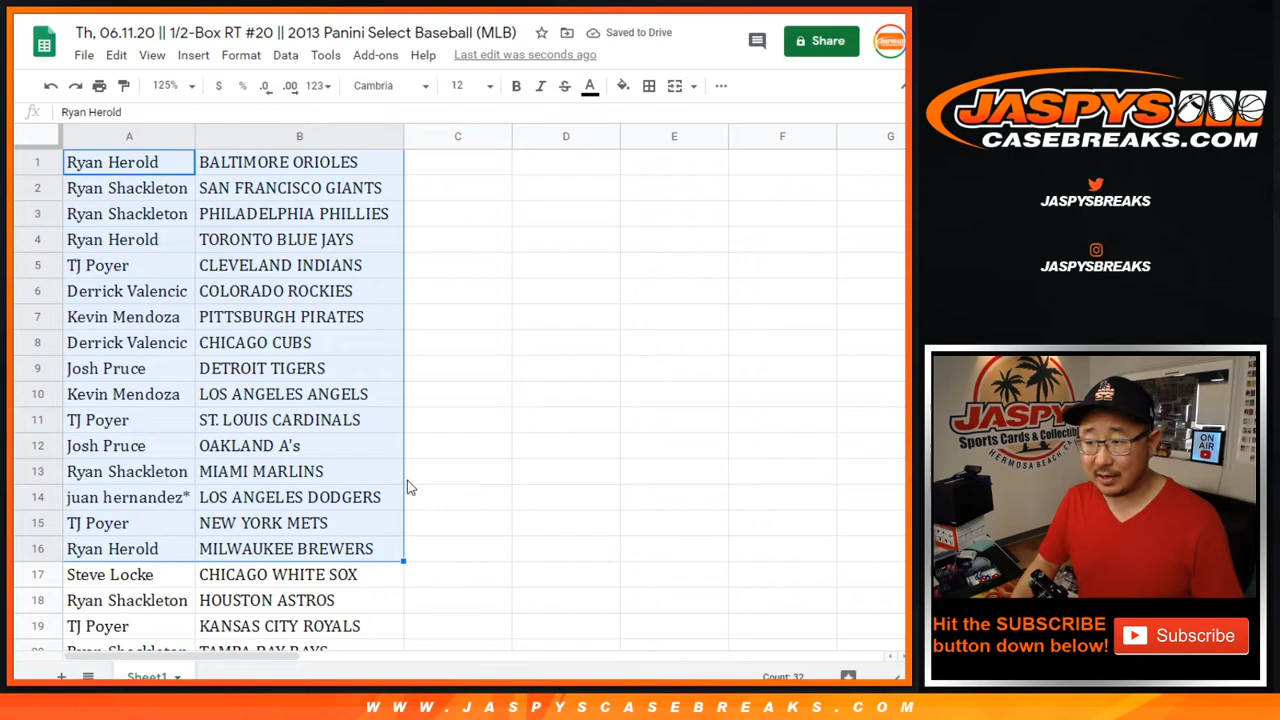 Th, 06.11.20 || 1/2-Box RT #20 || 2013 Panini Select Baseball (MLB)
Saved to Drive
Share
File Edit View Insert Format Data Tools Add-ons Help Last edit was seconds ago
125% $ % .0 .00 123 Cambria 12 B I S A
fx Ryan Herold
A B C D E F G
1 Ryan Herold BALTIMORE ORIOLES
2 Ryan Shackleton SAN FRANCISCO GIANTS
3 Ryan Shackleton PHILADELPHIA PHILLIES
4 Ryan Herold TORONTO BLUE JAYS
5 TJ Poyer CLEVELAND INDIANS
6 Derrick Valencic COLORADO ROCKIES
7 Kevin Mendoza PITTSBURGH PIRATES
8 Derrick Valencic CHICAGO CUBS
9 Josh Pruce DETROIT TIGERS
10 Kevin Mendoza LOS ANGELES ANGELS
11 TJ Poyer ST. LOUIS CARDINALS
12 Josh Pruce OAKLAND A's
13 Ryan Shackleton MIAMI MARLINS
14 juan hernandez* LOS ANGELES DODGERS
15 TJ Poyer NEW YORK METS
16 Ryan Herold MILWAUKEE BREWERS
17 Steve Locke CHICAGO WHITE SOX
18 Ryan Shackleton HOUSTON ASTROS
19 TJ Poyer KANSAS CITY ROYALS
Ryan Shackleton TAMPA BAY RAYS
Sheet1
Count: 32
JASPYS
CASEBREAKS.COM
JASPYSBREAKS
JASPYSBREAKS
JASPYS
Sports Cards & Collectibles
HERMOSA BEACH
ON
AIR
Hit the SUBSCRIBE
button down below!
Subscribe
WWW.JASPYSCASEBREAKS.COM